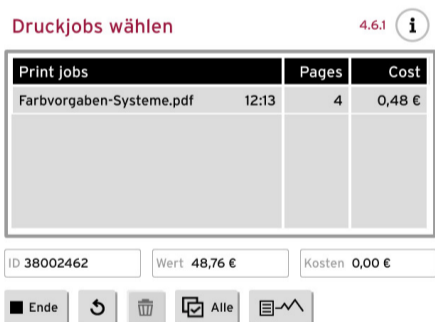 Druckjobs wählen 4.6.1 i
Print jobs Pages Cost
Farbvorgaben-Systeme.pdf 12:13 4 0,48 €
ID 38002462 Wert 48,76 € Kosten 0,00 €
Ende Alle